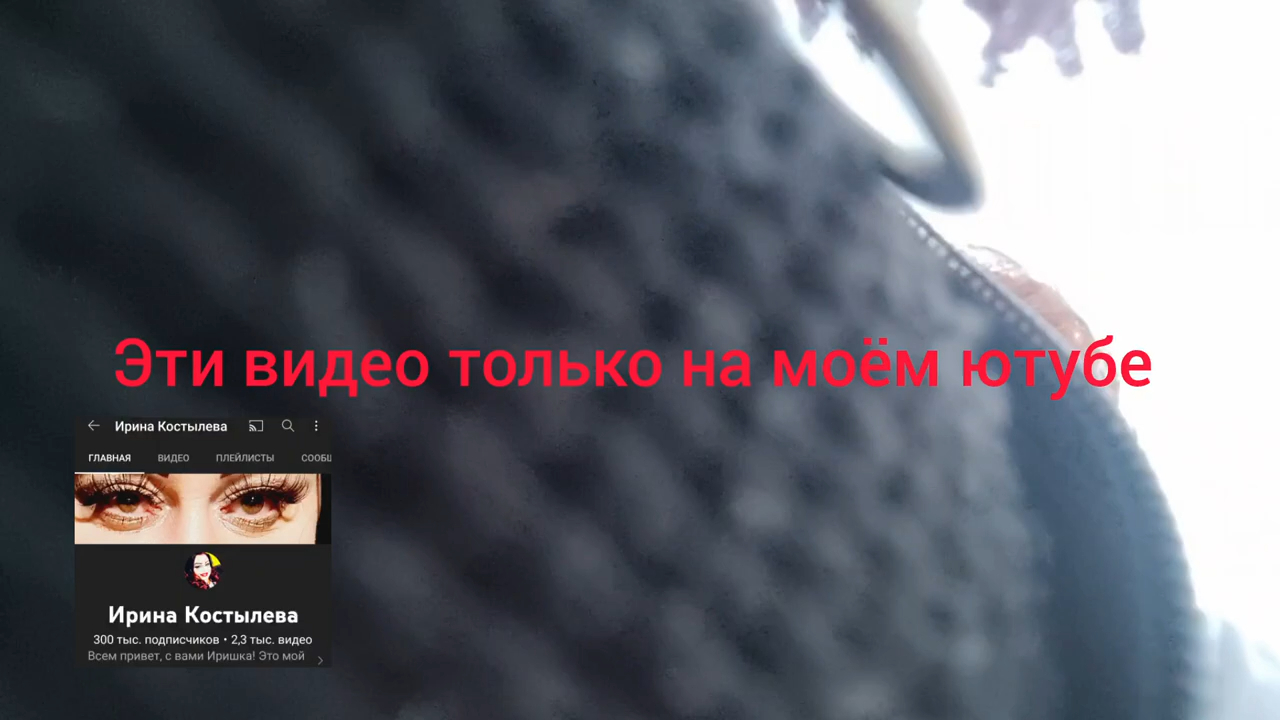 Эти видео только на моём ютубе
Ирина Костылева
ГЛАВНАЯ ВИДЕО ПЛЕЙЛИСТЫ СООБЩ
Ирина Костылева
300 тыс. подписчиков • 2,3 тыс. видео
Всем привет, с вами Иришка! Это мой